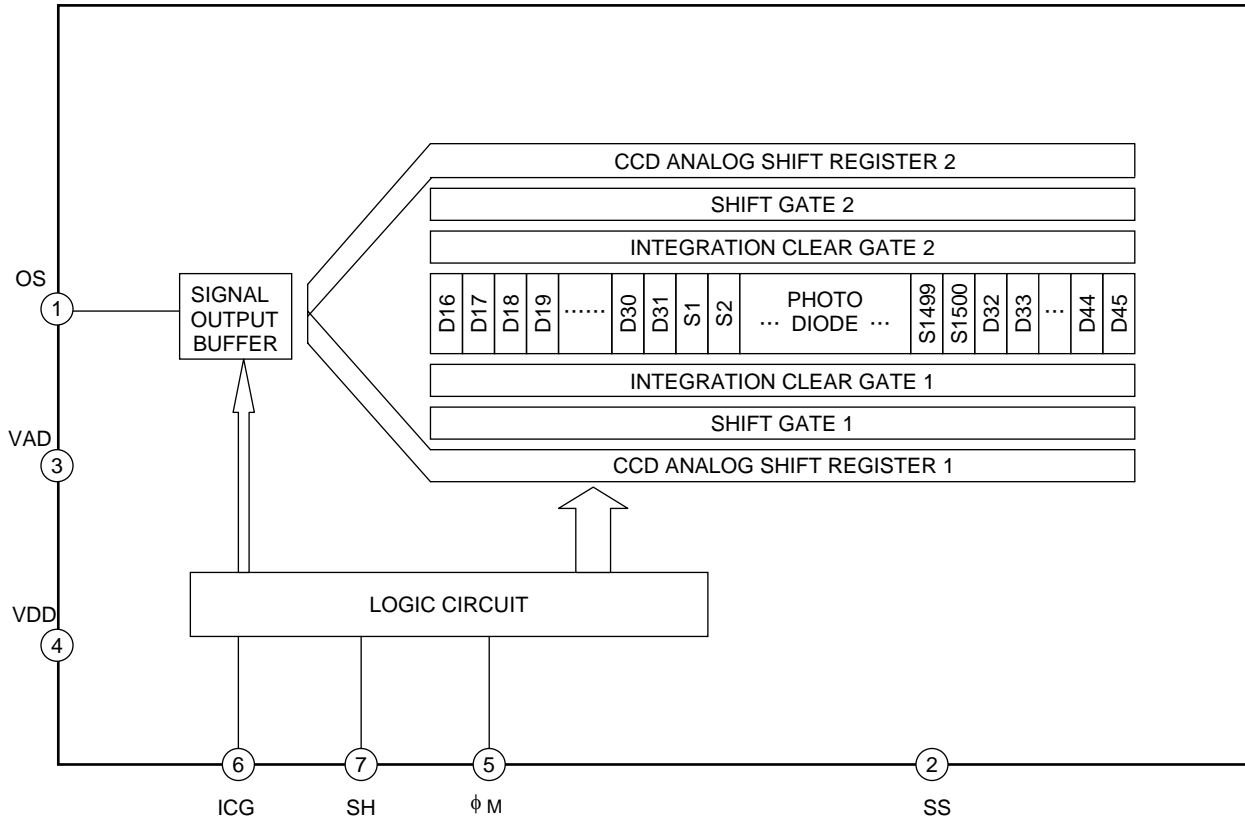 CCD ANALOG SHIFT REGISTER 2
SHIFT GATE 2
INTEGRATION CLEAR GATE 2
OS
1
SIGNAL
OUTPUT
BUFFER
D16
D17
D18
D19
......
D30
D31
S1
S2
PHOTO
... DIODE ...
S1499
S1500
D32
D33
...
D44
D45
INTEGRATION CLEAR GATE 1
SHIFT GATE 1
CCD ANALOG SHIFT REGISTER 1
VAD
3
LOGIC CIRCUIT
VDD
4
6
7
5
2
ICG
SH
ϕ M
SS